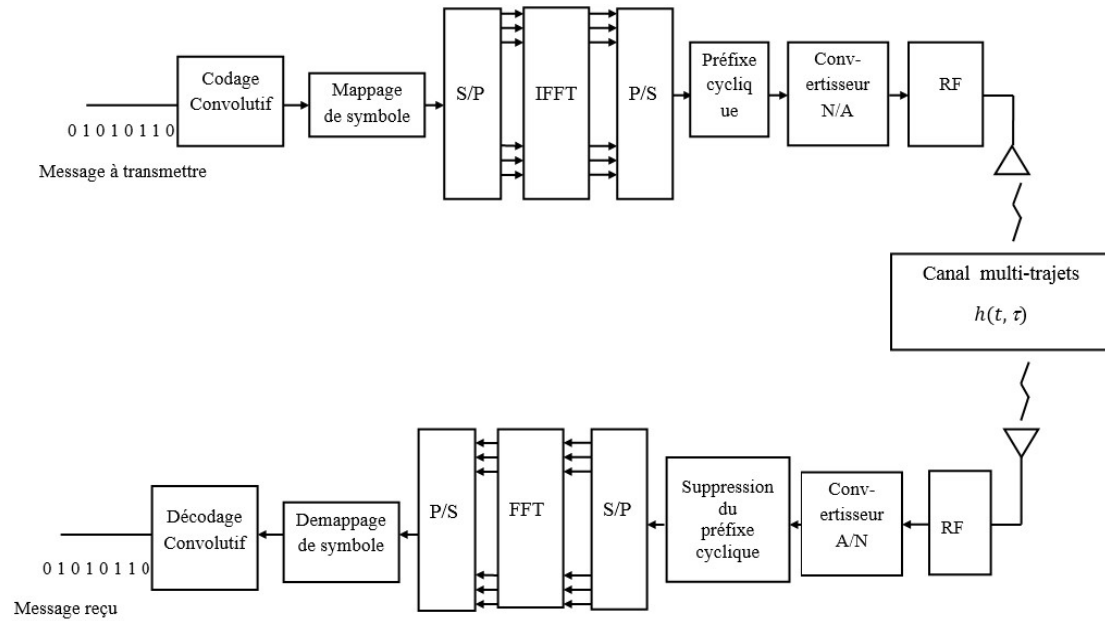 Codage
Convolutif
0 1 0 1 0 1 1 0
Message à transmettre
Mappage
de symbole
S/P
IFFT
P/S
Préfixe
cycliq
ue
Conv-
ertisseur
N/A
RF
Canal multi-trajets
h(t, τ)
RF
Conv-
ertisseur
A/N
Suppression
du
préfixe
cyclique
S/P
FFT
P/S
Demappage
de symbole
Décodage
Convolutif
0 1 0 1 0 1 1 0
Message reçu